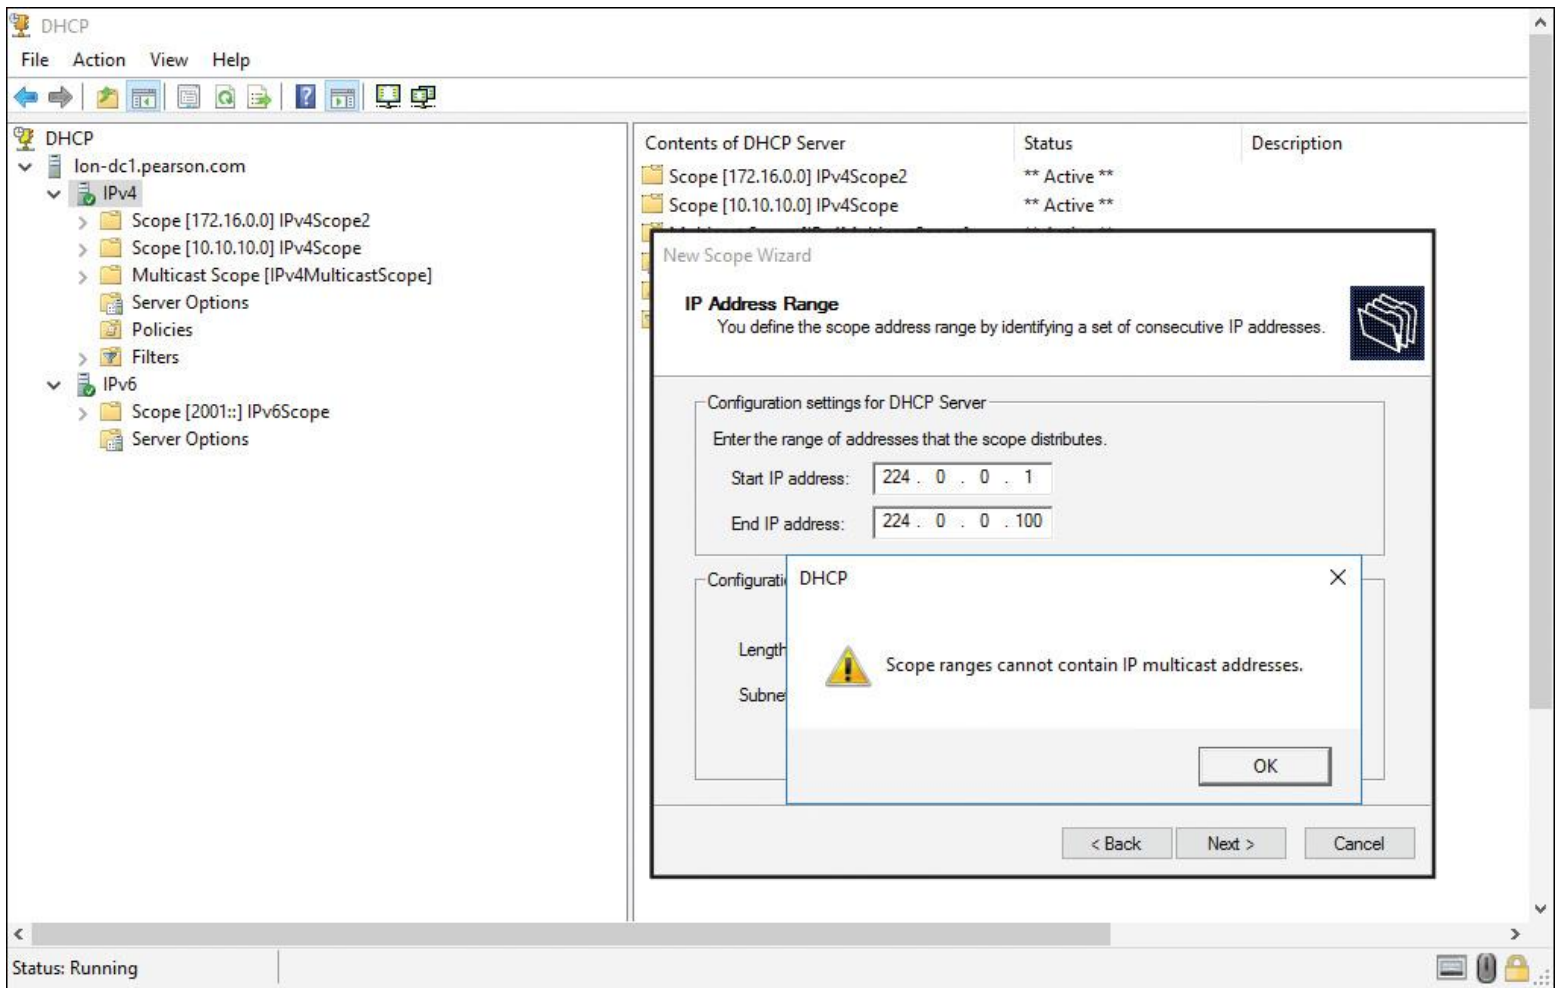 DHCP
File Action View Help
DHCP
lon-dc1.pearson.com
IPv4
Scope [172.16.0.0] IPv4Scope2
Scope [10.10.10.0] IPv4Scope
Multicast Scope [IPv4MulticastScope]
Server Options
Policies
Filters
IPv6
Scope [2001::] IPv6Scope
Server Options
Contents of DHCP Server Status Description
Scope [172.16.0.0] IPv4Scope2 ** Active **
Scope [10.10.10.0] IPv4Scope ** Active **
New Scope Wizard
IP Address Range
You define the scope address range by identifying a set of consecutive IP addresses.
Configuration settings for DHCP Server
Enter the range of addresses that the scope distributes.
Start IP address: 224 . 0 . 0 . 1
End IP address: 224 . 0 . 0 . 100
DHCP
Length
Scope ranges cannot contain IP multicast addresses.
OK
< Back Next > Cancel
Status: Running